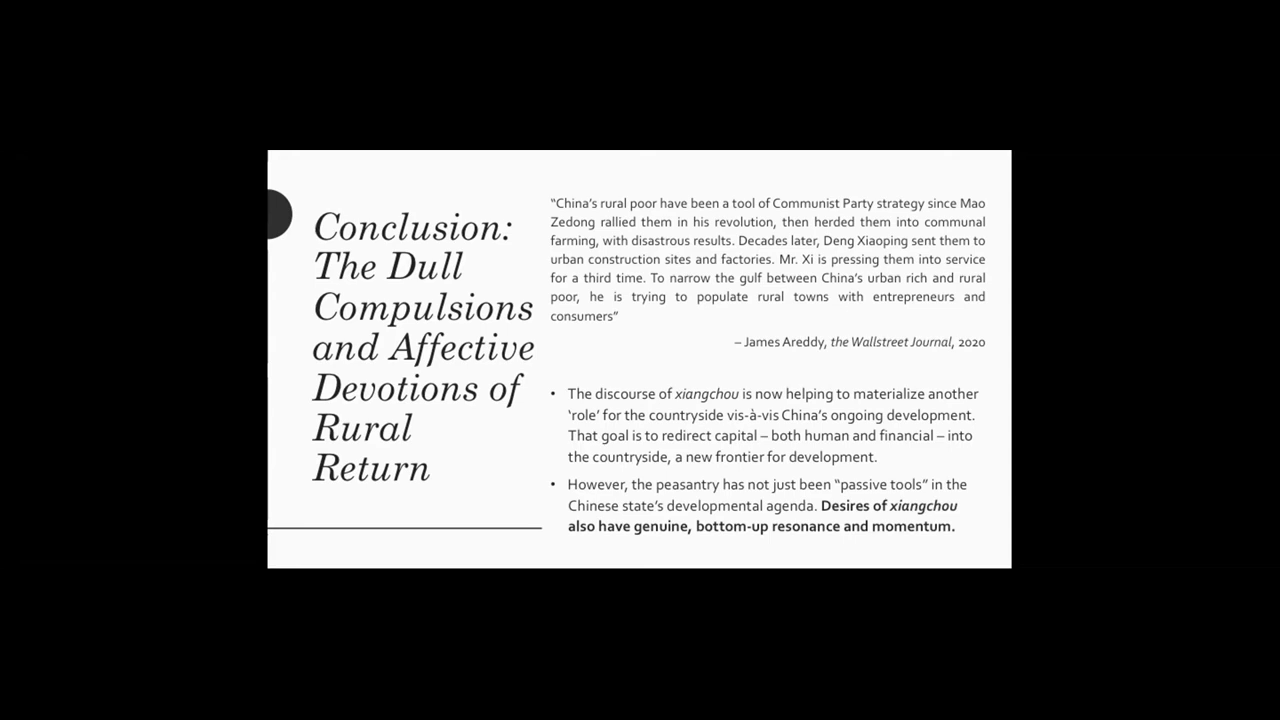 Conclusion:
The Dull
Compulsions
and Affective
Devotions of
Rural
Return
“China’s rural poor have been a tool of Communist Party strategy since Mao
Zedong rallied them in his revolution, then herded them into communal
farming, with disastrous results. Decades later, Deng Xiaoping sent them to
urban construction sites and factories. Mr. Xi is pressing them into service
for a third time. To narrow the gulf between China’s urban rich and rural
poor, he is trying to populate rural towns with entrepreneurs and
consumers”
– James Areddy, the Wallstreet Journal, 2020
• The discourse of xiangchou is now helping to materialize another
‘role’ for the countryside vis-à-vis China’s ongoing development.
That goal is to redirect capital – both human and financial – into
the countryside, a new frontier for development.
• However, the peasantry has not just been “passive tools” in the
Chinese state’s developmental agenda. Desires of xiangchou
also have genuine, bottom-up resonance and momentum.